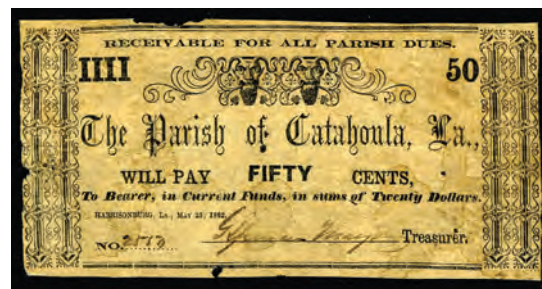 RECEIVABLE FOR ALL PARISH DUES.
IIII 50
The Parish of Catahoula, La.,
WILL PAY FIFTY CENTS,
To Bearer, in Current Funds, in sums of Twenty Dollars.
HARRISONBURG, La., May 23, 1862.
NO. Treasurer.